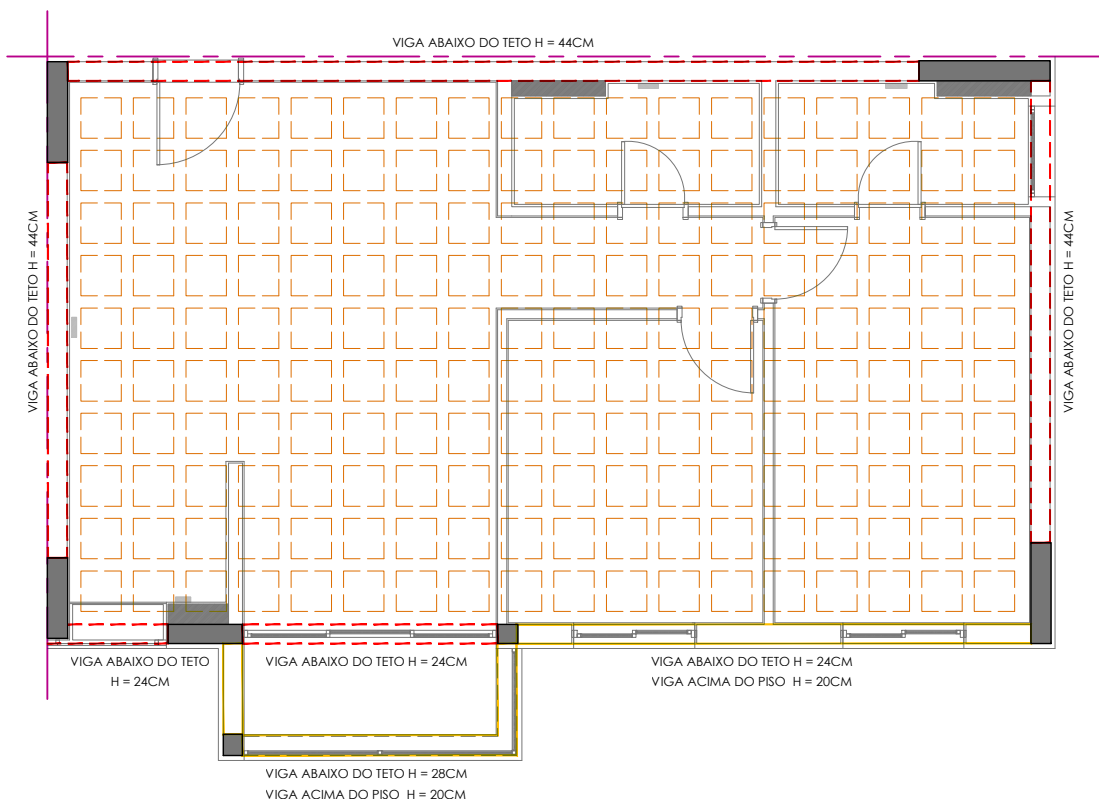 VIGA ABAIXO DO TETO H = 44CM
VIGA ABAIXO DO TETO H = 44CM
VIGA ABAIXO DO TETO H = 44CM
VIGA ABAIXO DO TETO
H = 24CM
VIGA ABAIXO DO TETO H = 24CM
VIGA ABAIXO DO TETO H = 24CM
VIGA ACIMA DO PISO H = 20CM
VIGA ABAIXO DO TETO H = 28CM
VIGA ACIMA DO PISO H = 20CM